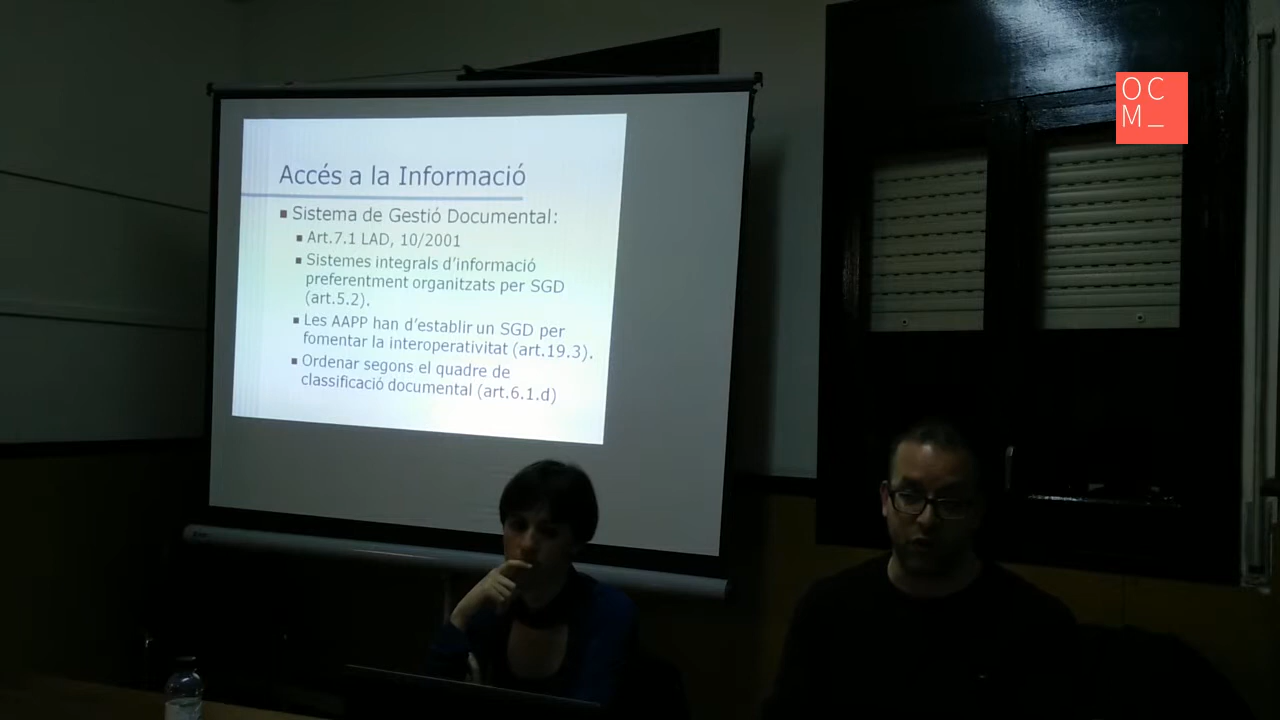 Accés a la Informació
Sistema de Gestió Documental:
Art.7.1 LAD, 10/2001
Sistemes integrals d'informació
preferentment organitzats per SGD
(art.5.2).
Les AAPP han d'establir un SGD per
fomentar la interoperativitat (art.19.3).
Ordenar segons el quadre de
classificació documental (art.6.1.d)
OC
M_